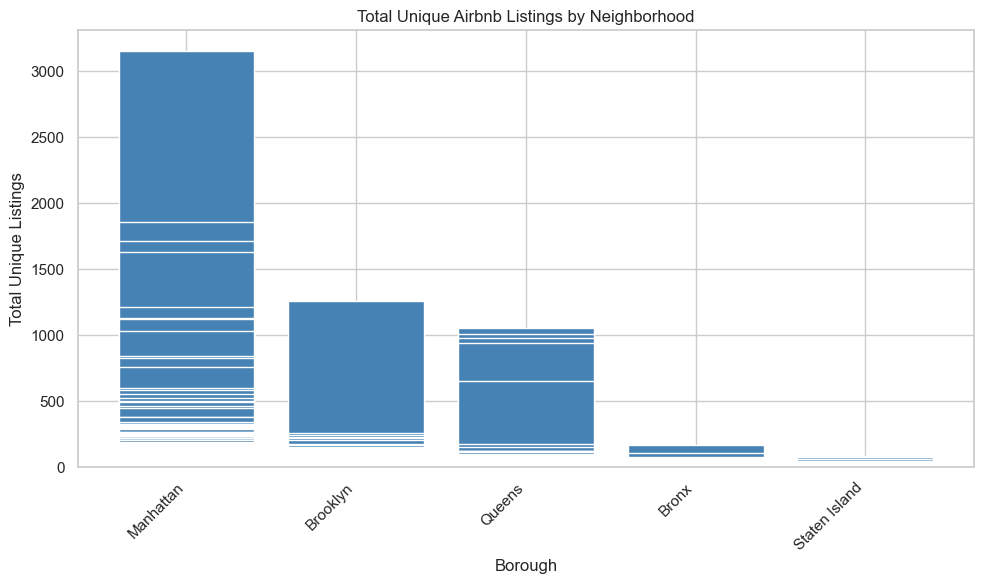 Total Unique Airbnb Listings by Neighborhood
Total Unique Listings
3000
2500
2000
1500
1000
500
0
Manhattan
Brooklyn
Queens
Bronx
Staten Island
Borough